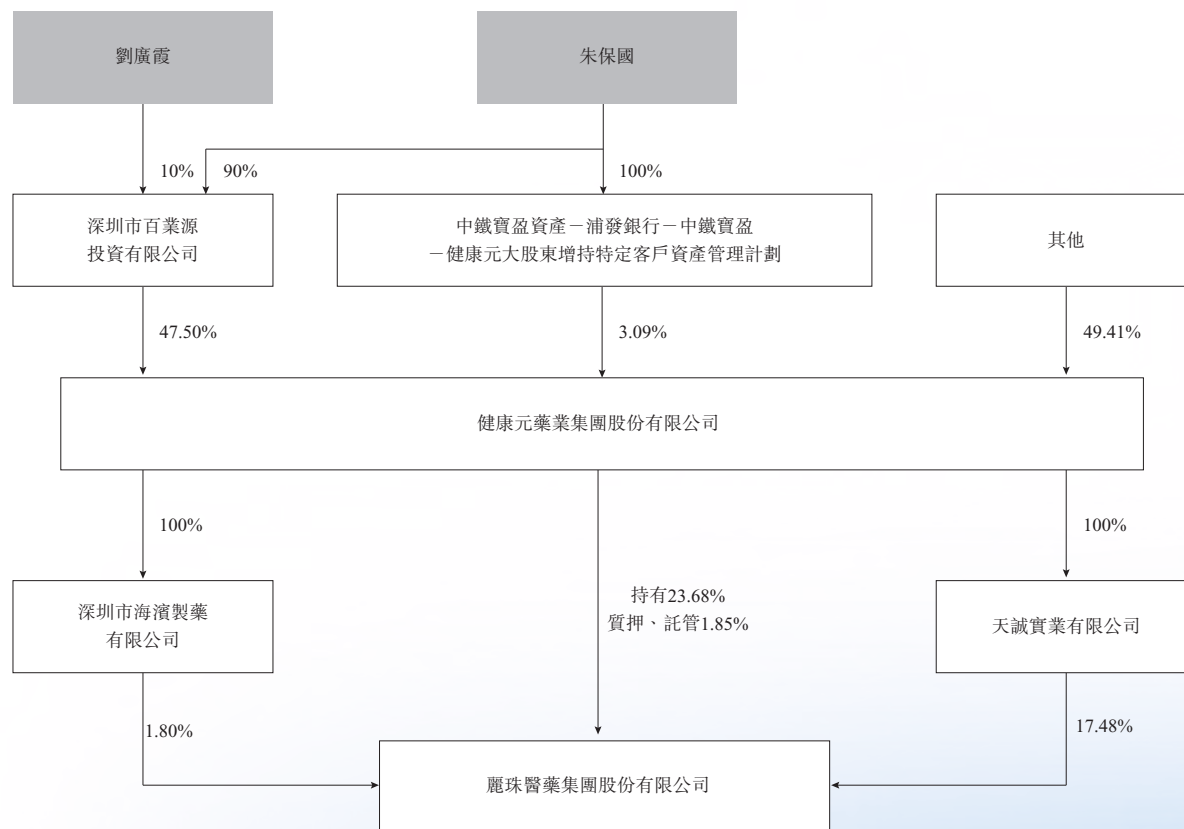 劉廣霞
朱保國
10%
90%
100%
深圳市百業源
投資有限公司
中鐵寶盈資產－浦發銀行－中鐵寶盈
－健康元大股東增持特定客戶資產管理計劃
其他
47.50%
3.09%
49.41%
健康元藥業集團股份有限公司
100%
100%
深圳市海濱製藥
有限公司
持有23.68%
質押、託管1.85%
天誠實業有限公司
1.80%
17.48%
麗珠醫藥集團股份有限公司